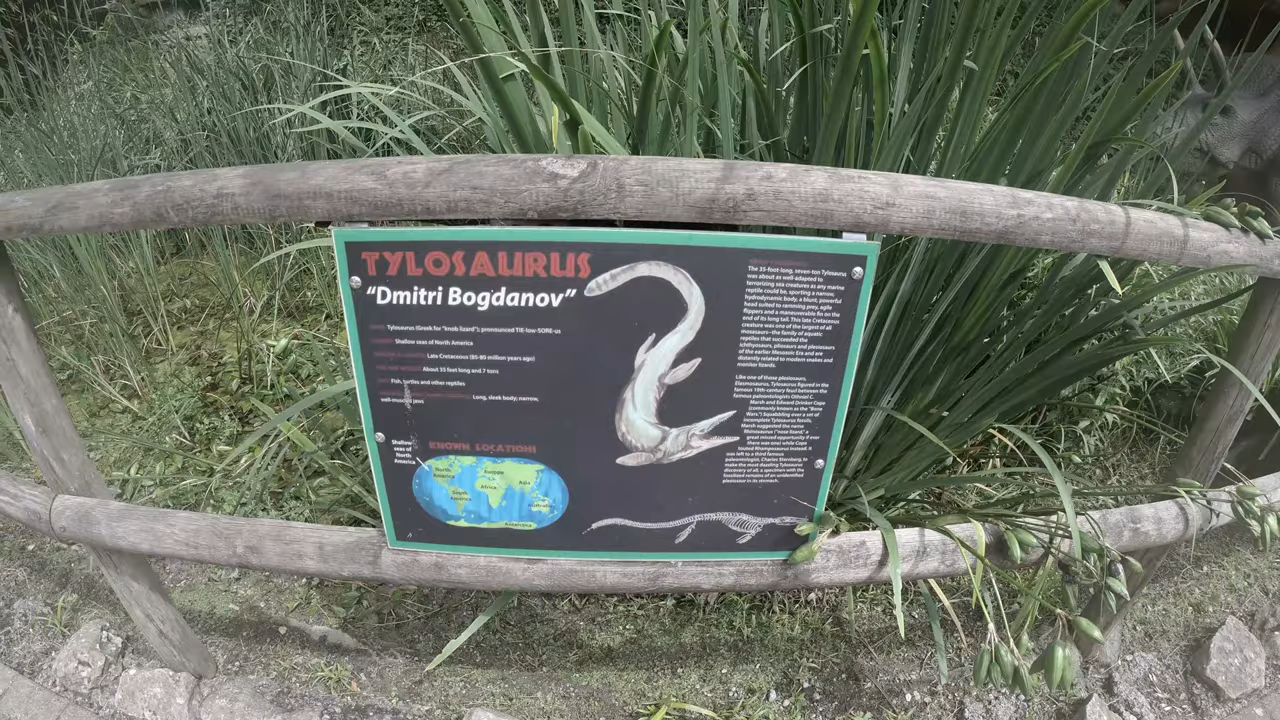 TYLOSAURUS
"Dmitri Bogdanov"
Tylosaurus (Greek for "knob lizard"); pronounced TIE-low-SORE-us
Shallow seas of North America
Late Cretaceous (85-80 million years ago)
About 35 feet long and 7 tons
Fish, turtles and other reptiles
Long, sleek body; narrow,
well-muscled jaws
KNOWN LOCATIONS
Shallow
seas of
North
America
North
America
Europe
Asia
Africa
South
America
Australia
Antarctica
The 35-foot-long, seven-ton Tylosaurus
was about as well-adapted to
terrorizing sea creatures as any marine
reptile could be, sporting a narrow,
hydrodynamic body, a blunt, powerful
head suited to ramming prey, agile
flippers and a maneuverable fin on the
end of its long tail. This late Cretaceous
creature was one of the largest of all
mosasaurs--the family of aquatic
reptiles that succeeded the
ichthyosaurs, pliosaurs and plesiosaurs
of the earlier Mesozoic Era and are
distantly related to modern snakes and
monitor lizards.
Like one of those plesiosaurs,
Elasmosaurus, Tylosaurus figured in the
famous 19th-century feud between the
famous paleontologists Othniel C.
Marsh and Edward Drinker Cope
(commonly known as the "Bone
Wars.") Squabbling over a set of
incomplete Tylosaurus fossils,
Marsh suggested the name
Rhinosaurus ("nose lizard," a
great missed opportunity if ever
there was one) while Cope
touted Rhamposaurus instead. It
was left to a third famous
paleontologist, Charles Sternberg, to
make the most dazzling Tylosaurus
discovery of all, a specimen with the
fossilized remains of an unidentified
plesiosaur in its stomach.